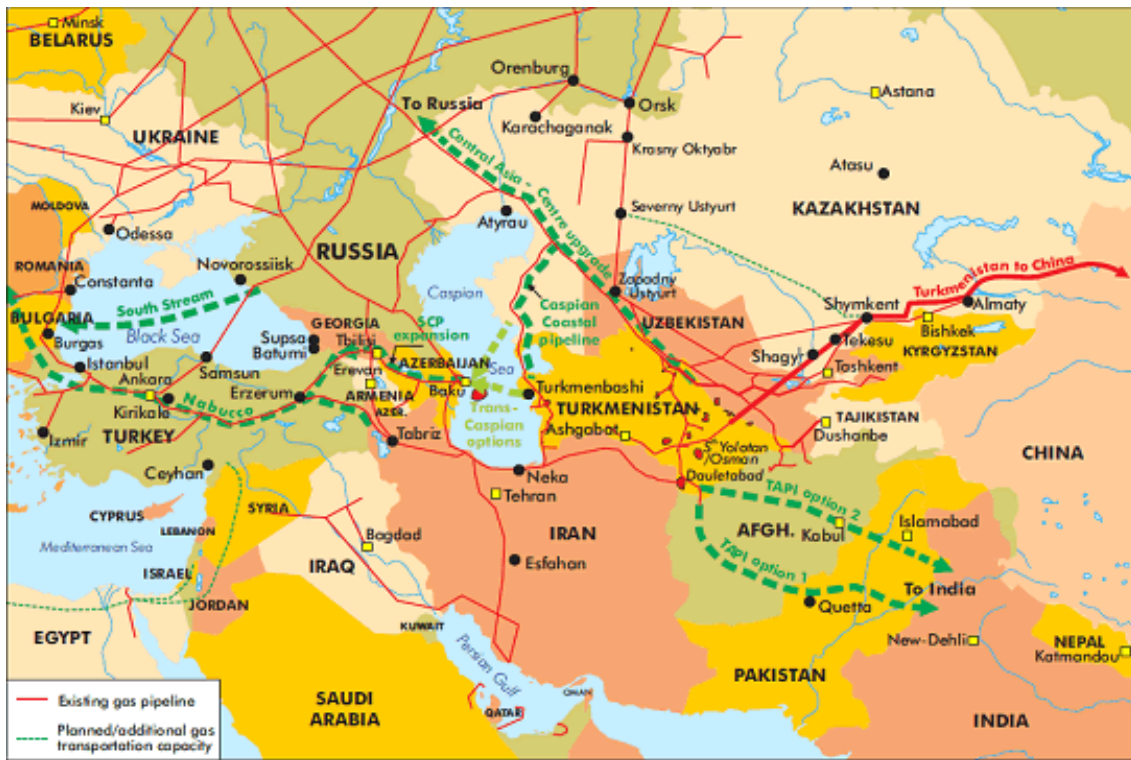 Minsk
BELARUS
Kiev
UKRAINE
MOLDOVA
Odessa
ROMANIA
Constanta
BULGARIA
Burgas
Istanbul
Ankara
Kirikale
Izmir
TURKEY
Ceyhan
Nabucco
South Stream
Black Sea
Samsun
Novorossiisk
RUSSIA
Supsa
Batumi
GEORGIA
Tbilisi
SCP
expansion
Erevan
ARMENIA
AZER.
AZERBAIJAN
Baku
Erzerum
Tabriz
To Russia
Orenburg
Karachaganak
Orsk
Krasny Oktyabr
Astana
Atasu
KAZAKHSTAN
Central Asia - Centre upgrade
Severny Ustyurt
Atyrau
Caspian
Sea
Caspian
Coastal
pipeline
Trans-
Caspian
options
Zapadny
Ustyurt
UZBEKISTAN
Turkmenistan to China
Shymkent
Almaty
Bishkek
Tekesu
KYRGYZSTAN
Shagyr
Tashkent
Turkmenbashi
TURKMENISTAN
Ashgabat
TAJIKISTAN
Dushanbe
S. Yolotan
/Osman
Dauletabad
CHINA
Neka
Tehran
IRAN
Esfahan
TAPI option 2
AFGH.
Kabul
Islamabad
TAPI option 1
To India
Quetta
New-Dehli
NEPAL
Katmandou
PAKISTAN
INDIA
CYPRUS
SYRIA
LEBANON
Mediterranean Sea
ISRAEL
JORDAN
EGYPT
Bagdad
IRAQ
KUWAIT
Persian Gulf
SAUDI
ARABIA
QATAR
OMAN
Existing gas pipeline
Planned/additional gas
transportation capacity